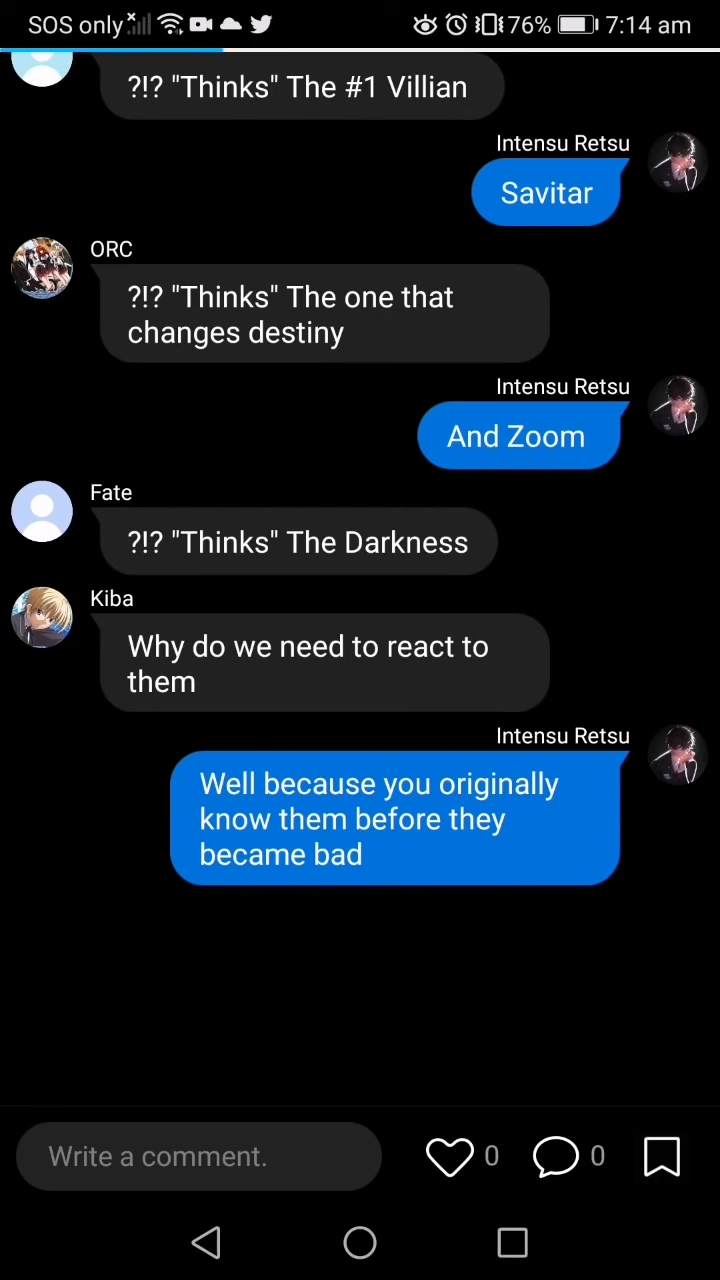 SOS only
76%
7:14 am
?!? "Thinks" The #1 Villian
Intensu Retsu
Savitar
ORC
?!? "Thinks" The one that
changes destiny
Intensu Retsu
And Zoom
Fate
?!? "Thinks" The Darkness
Kiba
Why do we need to react to
them
Intensu Retsu
Well because you originally
know them before they
became bad
Write a comment.
0
0